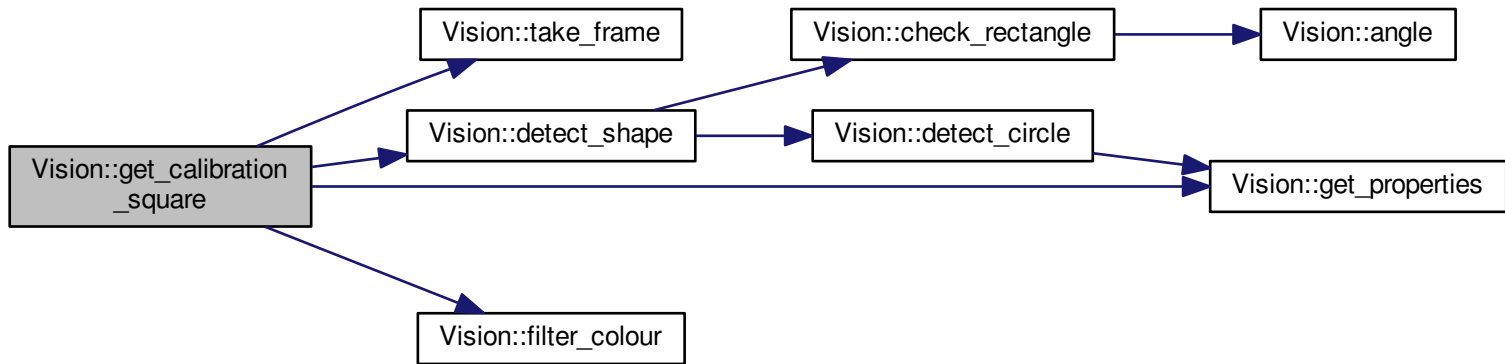 Vision::take_frame
Vision::check_rectangle
Vision::angle
Vision::detect_shape
Vision::detect_circle
Vision::get_calibration
_square
Vision::get_properties
Vision::filter_colour